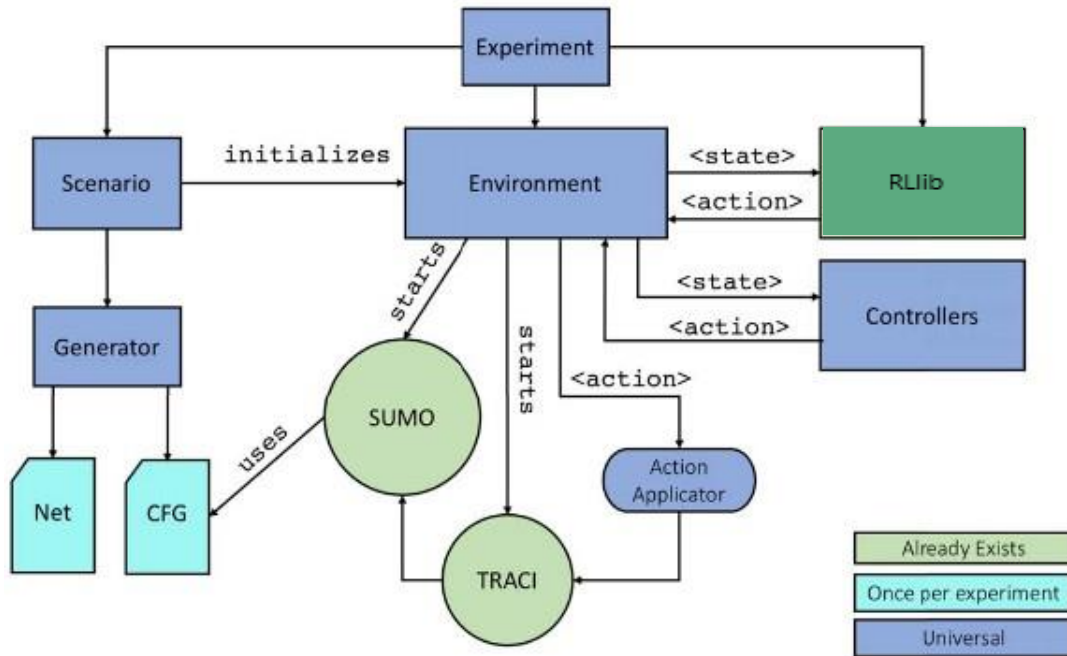 Experiment
initializes
Scenario
Environment
<state>
<action>
RLlib
starts
starts
<state>
<action>
Controllers
Generator
<action>
SUMO
uses
Action
Applicator
Net
CFG
TRACI
Already Exists
Once per experiment
Universal